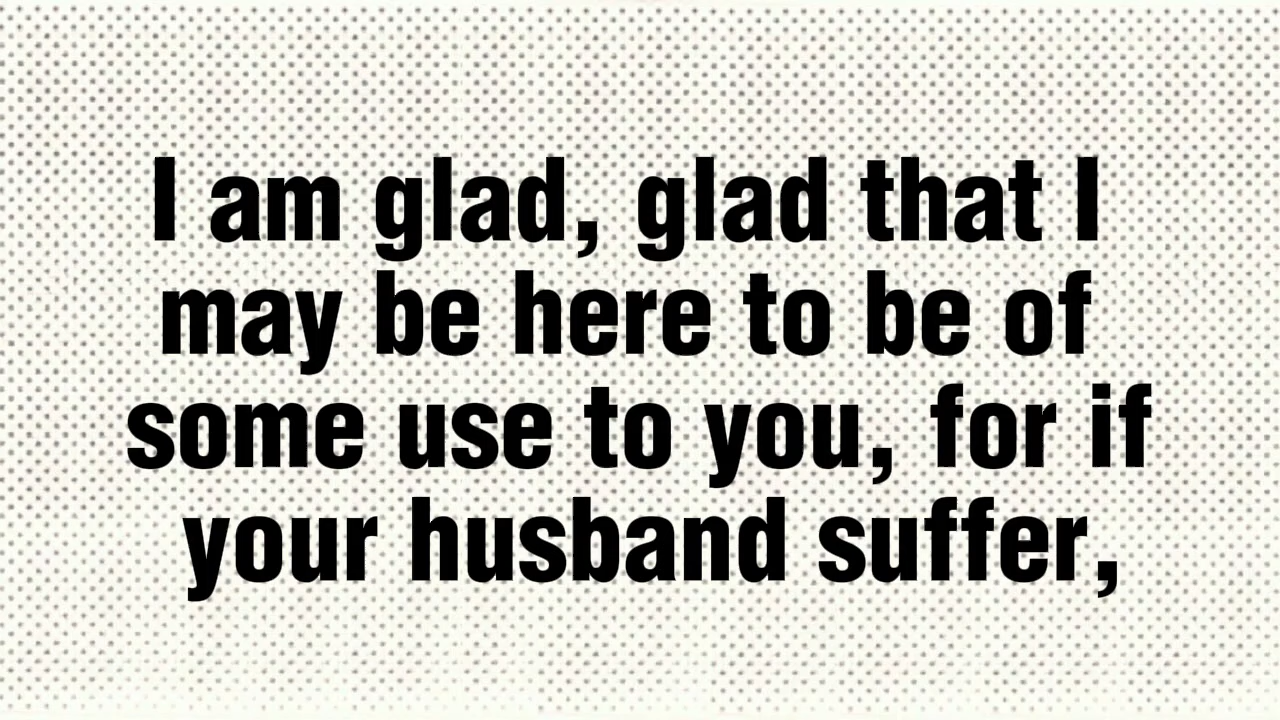 I am glad, glad that I
may be here to be of
some use to you, for if
your husband suffer,